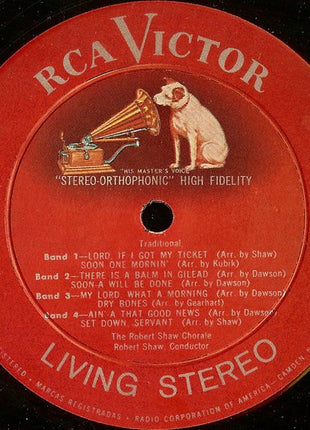 RCA VICTOR
"HIS MASTER'S VOICE"
"STEREO-ORTHOPHONIC" HIGH FIDELITY
Traditional
Band 1—LORD, IF I GOT MY TICKET (Arr. by Shaw)
SOON ONE MORNIN' (Arr. by Kubik)
Band 2—THERE IS A BALM IN GILEAD (Arr. by Dawson)
SOON-A WILL BE DONE (Arr. by Dawson)
Band 3—MY LORD WHAT A MORNING (Arr. by Dawson)
DRY BONES (Arr. by Gearhart)
Band 4—AIN' A THAT GOOD NEWS (Arr. by Dawson)
SET DOWN, SERVANT (Arr. by Shaw)
The Robert Shaw Chorale
Robert Shaw, Conductor
LIVING STEREO
MARCAS REGISTRADAS • RADIO CORPORATION OF AMERICA—CAMDEN,